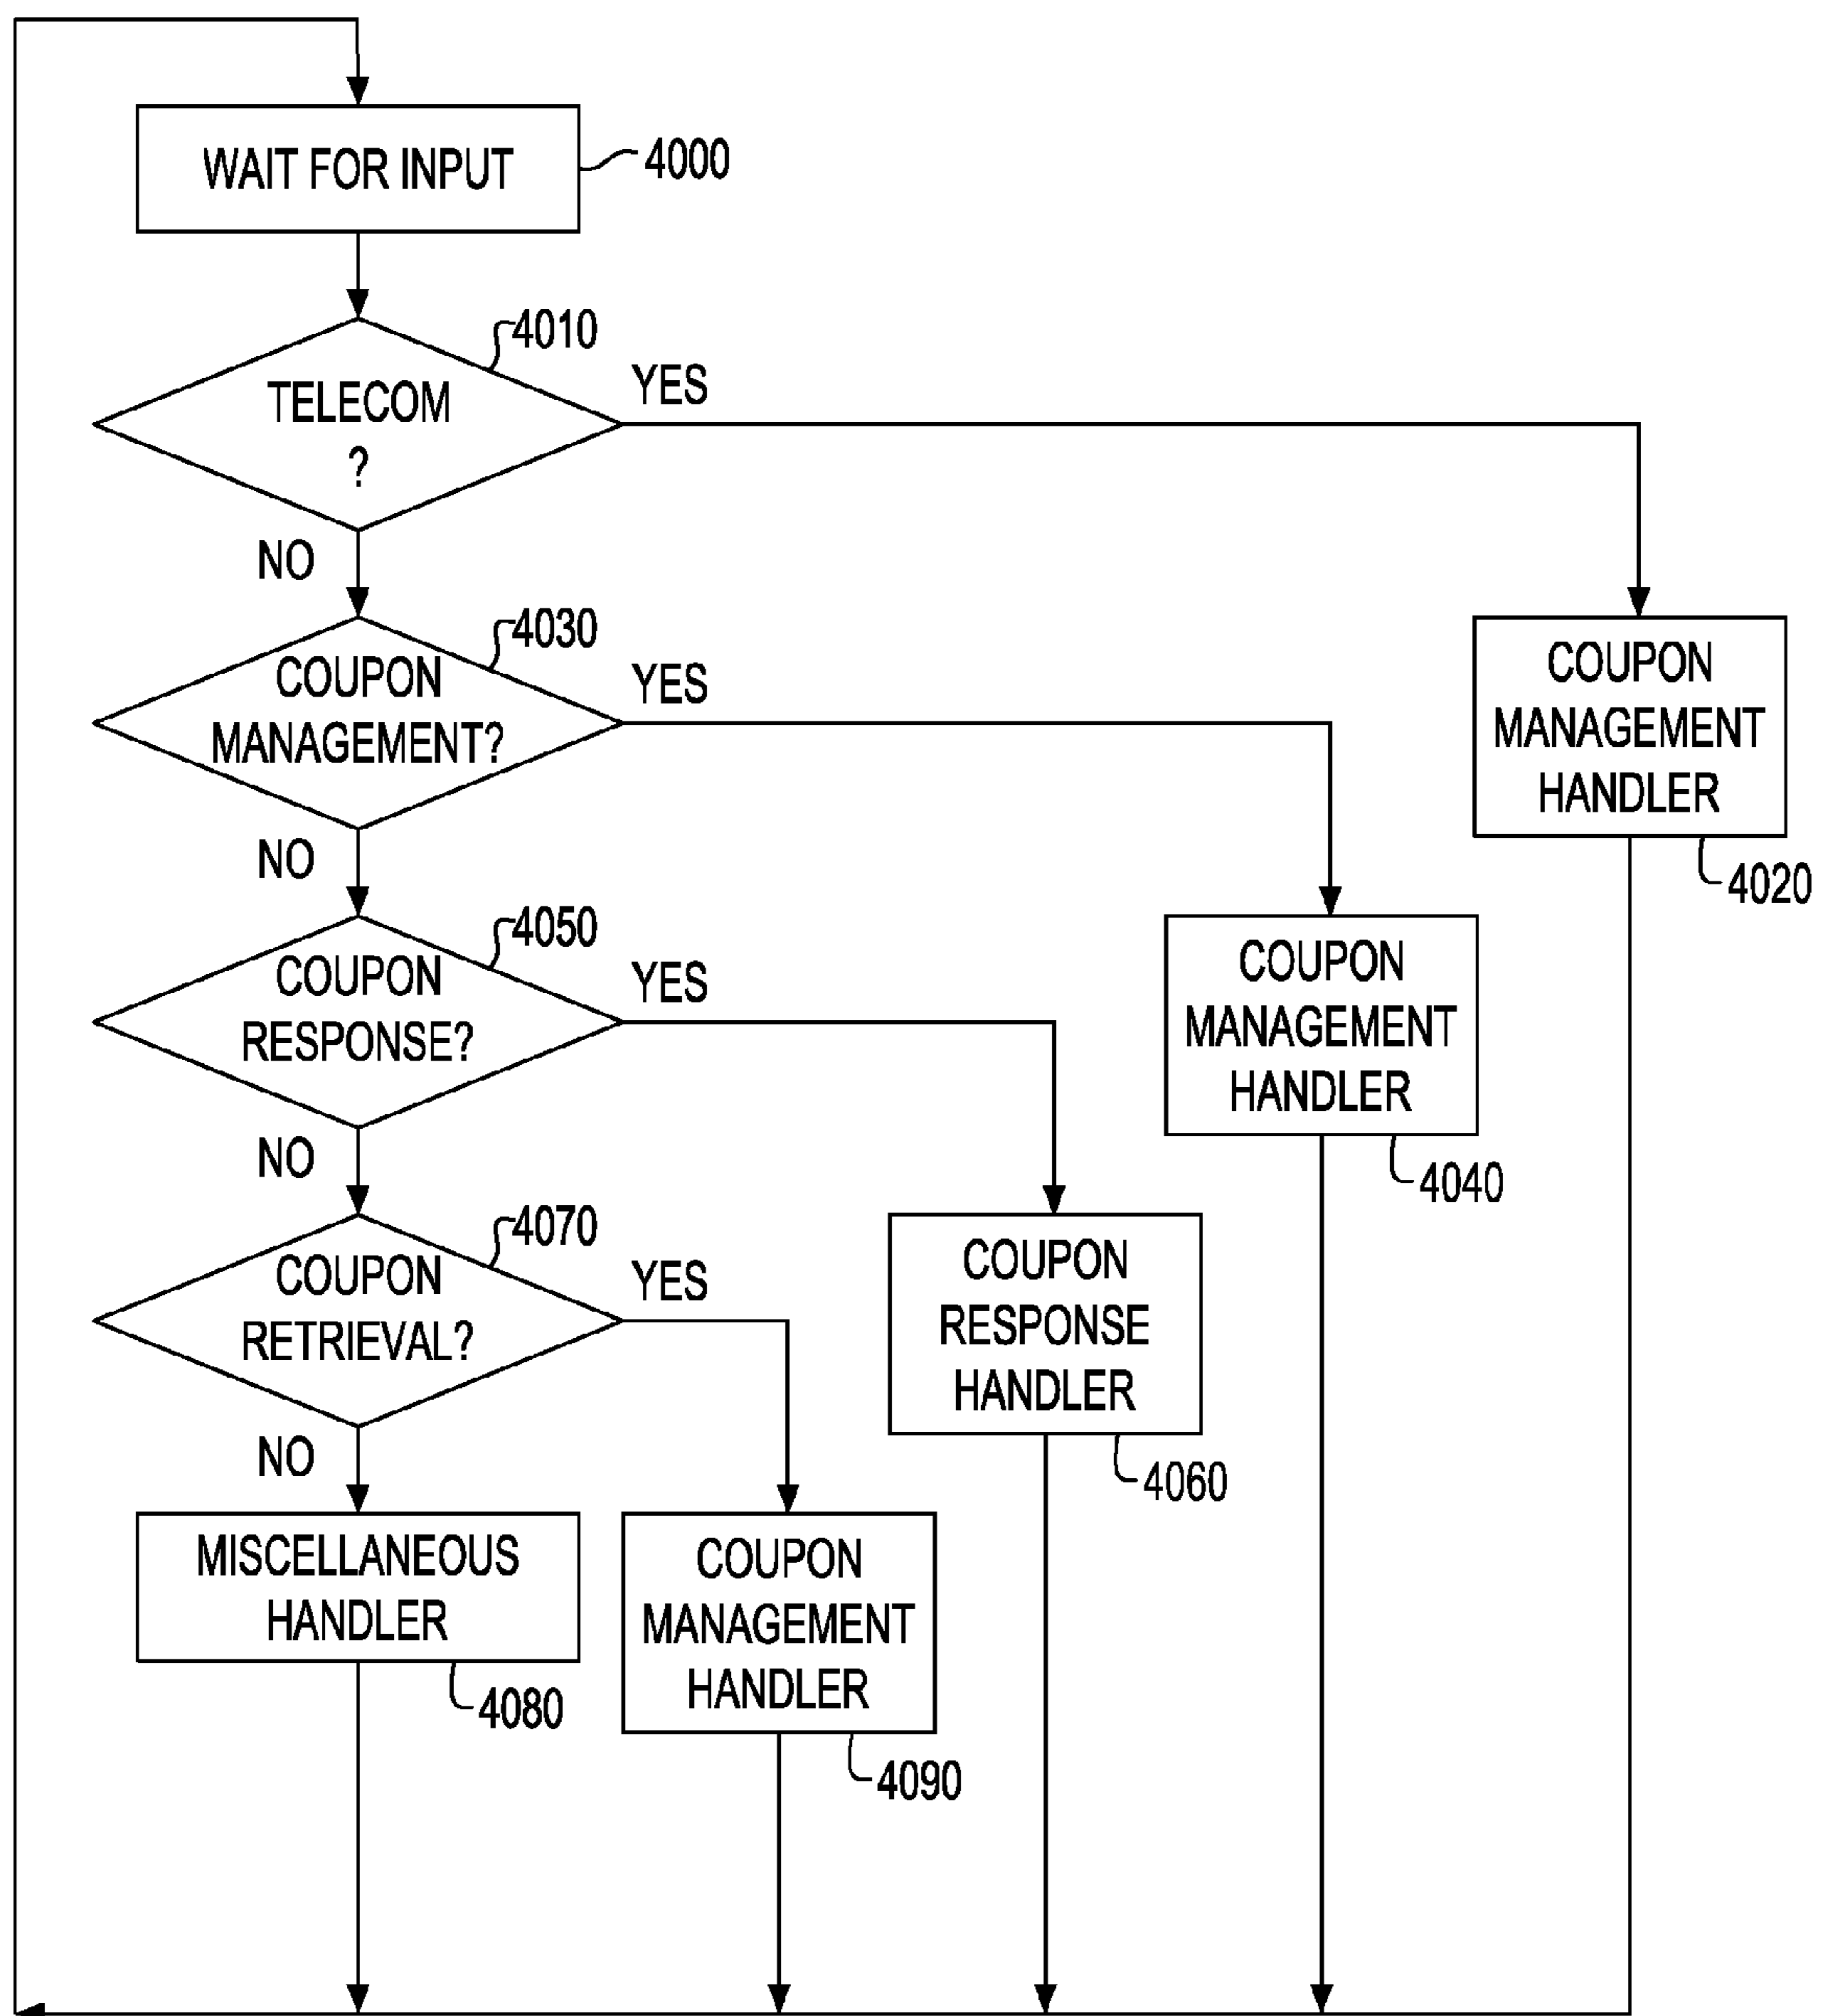 WAIT FOR INPUT
4000
4010
TELECOM
?
YES
NO
4030
COUPON
MANAGEMENT?
YES
NO
COUPON
MANAGEMENT
HANDLER
4020
4050
COUPON
RESPONSE?
YES
NO
COUPON
MANAGEMENT
HANDLER
4040
4070
COUPON
RETRIEVAL?
YES
NO
COUPON
RESPONSE
HANDLER
4060
MISCELLANEOUS
HANDLER
4080
COUPON
MANAGEMENT
HANDLER
4090